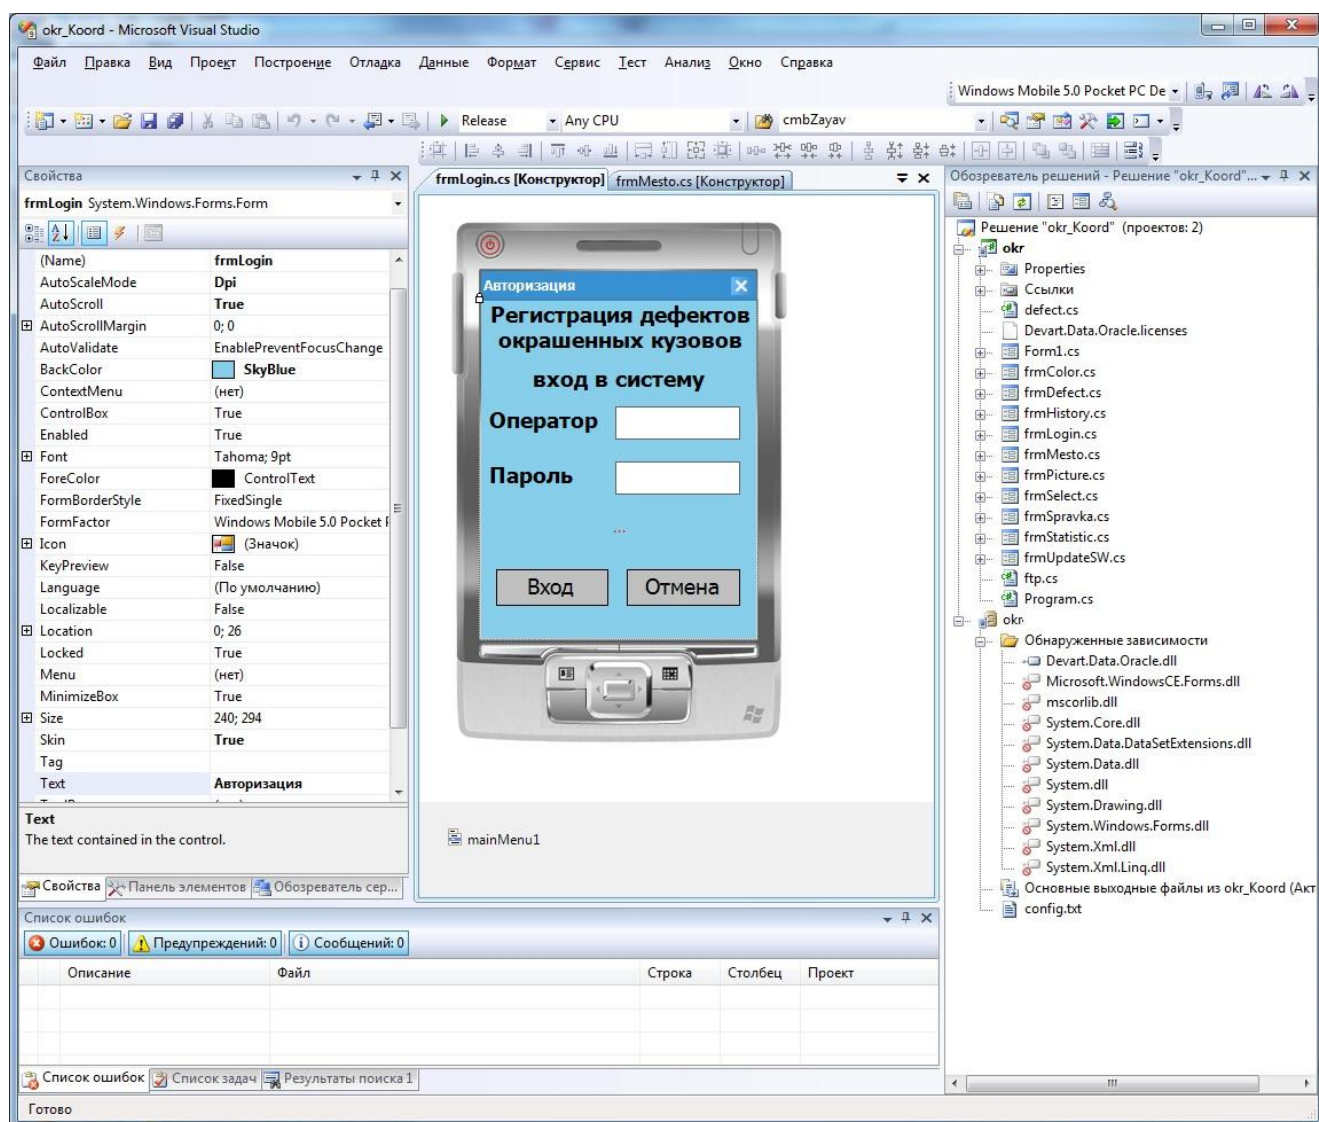 okr_Koord - Microsoft Visual Studio
Файл Правка Вид Проект Построение Отладка Данные Формат Сервис Тест Анализ Окно Справка
Windows Mobile 5.0 Pocket PC De
Release Any CPU cmbZayav
Свойства
frmLogin System.Windows.Forms.Form
(Name) frmLogin
AutoScaleMode Dpi
AutoScroll True
AutoScrollMargin 0; 0
AutoValidate EnablePreventFocusChange
BackColor SkyBlue
ContextMenu (нет)
ControlBox True
Enabled True
Font Tahoma; 9pt
ForeColor ControlText
FormBorderStyle FixedSingle
FormFactor Windows Mobile 5.0 Pocket
Icon (Значок)
KeyPreview False
Language (По умолчанию)
Localizable False
Location 0; 26
Locked True
Menu (нет)
MinimizeBox True
Size 240; 294
Skin True
Tag
Text Авторизация
Text
The text contained in the control.
Свойства Панель элементов Обозреватель сер...
frmLogin.cs [Конструктор] frmMesto.cs [Конструктор]
Авторизация
Регистрация дефектов
окрашенных кузовов
вход в систему
Оператор
Пароль
...
Вход Отмена
mainMenu1
Обозреватель решений - Решение "okr_Koord"...
Решение "okr_Koord" (проектов: 2)
okr
Properties
Ссылки
defect.cs
Devart.Data.Oracle.licenses
Form1.cs
frmColor.cs
frmDefect.cs
frmHistory.cs
frmLogin.cs
frmMesto.cs
frmPicture.cs
frmSelect.cs
frmSpravka.cs
frmStatistic.cs
frmUpdateSW.cs
ftp.cs
Program.cs
okr
Обнаруженные зависимости
Devart.Data.Oracle.dll
Microsoft.WindowsCE.Forms.dll
mscorlib.dll
System.Core.dll
System.Data.DataSetExtensions.dll
System.Data.dll
System.dll
System.Drawing.dll
System.Windows.Forms.dll
System.Xml.dll
System.Xml.Linq.dll
Основные выходные файлы из okr_Koord (Акт
config.txt
Список ошибок
Ошибок: 0 Предупреждений: 0 Сообщений: 0
Описание Файл Строка Столбец Проект
Список ошибок Список задач Результаты поиска 1
Готово